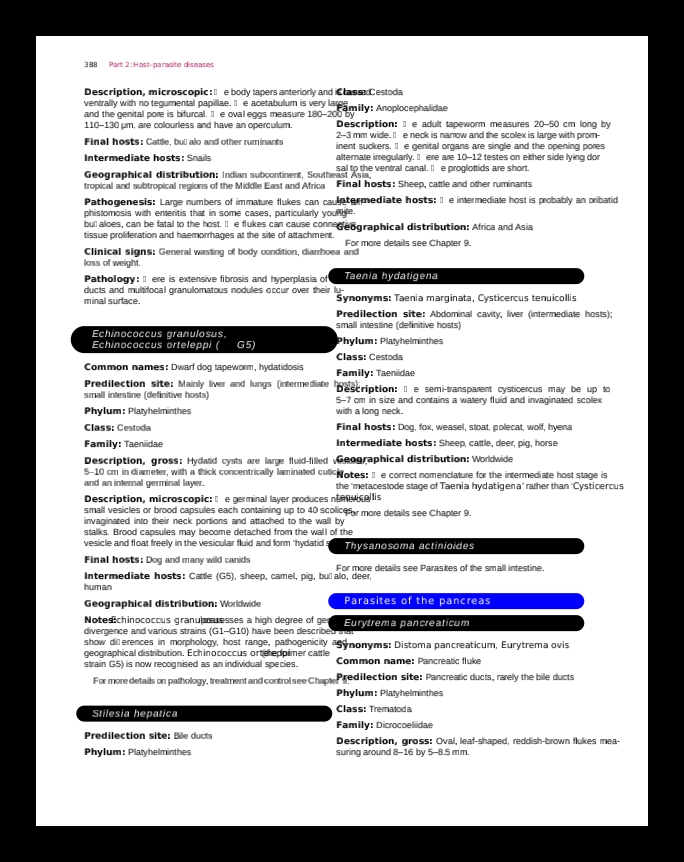 388 Part 2: Host-parasite diseases
Description, microscopic: e body tapers anteriorly and is
ventrally with no tegumental papillae. e acetabulum is very large
and the genital pore is bifurcal. e oval eggs measure 180–200 by
110–130 μm, are colourless and have an operculum.
Final hosts: Cattle, bu alo and other ruminants
Intermediate hosts: Snails
Geographical distribution: Indian subcontinent, Southeast Asia,
tropical and subtropical regions of the Middle East and Africa
Pathogenesis: Large numbers of immature flukes can cause
phistomosis with enteritis that in some cases, particularly young
bu aloes, can be fatal to the host. e flukes can cause connective
tissue proliferation and haemorrhages at the site of attachment.
Clinical signs: General wasting of body condition, diarrhoea and
loss of weight.
Pathology: ere is extensive fibrosis and hyperplasia of
ducts and multifocal granulomatous nodules occur over their lu-
minal surface.
Echinococcus granulosus,
Echinococcus orteleppi ( G5)
Common names: Dwarf dog tapeworm, hydatidosis
Predilection site: Mainly liver and lungs (intermediate hosts);
small intestine (definitive hosts)
Phylum: Platyhelminthes
Class: Cestoda
Family: Taeniidae
Description, gross: Hydatid cysts are large fluid-filled vesicles,
5–10 cm in diameter, with a thick concentrically laminated cuticle
and an internal germinal layer.
Description, microscopic: e germinal layer produces numerous
small vesicles or brood capsules each containing up to 40 scolices,
invaginated into their neck portions and attached to the wall by
stalks. Brood capsules may become detached from the wall of the
vesicle and float freely in the vesicular fluid and form ‘hydatid
Final hosts: Dog and many wild canids
Intermediate hosts: Cattle (G5), sheep, camel, pig, bu alo, deer,
human
Geographical distribution: Worldwide
Notes: Echinococcus granulosus possesses a high degree of
divergence and various strains (G1–G10) have been described that
show di erences in morphology, host range, pathogenicity and
geographical distribution. Echinococcus former cattle
strain G5) is now recognised as an individual species.
For more details on pathology, treatment and control see Chapter 9.
Stilesia hepatica
Predilection site: Bile ducts
Phylum: Platyhelminthes
Class: Cestoda
Family: Anoplocephalidae
Description: e adult tapeworm measures 20–50 cm long by
2–3 mm wide. e neck is narrow and the scolex is large with prom-
inent suckers. e genital organs are single and the opening pores
alternate irregularly. ere are 10–12 testes on either side lying dor
sal to the ventral canal. e proglottids are short.
Final hosts: Sheep, cattle and other ruminants
Intermediate hosts: e intermediate host is probably an oribatid
mite.
Geographical distribution: Africa and Asia
For more details see Chapter 9.
Taenia hydatigena
Synonyms: Taenia marginata, Cysticercus tenuicollis
Predilection site: Abdominal cavity, liver (intermediate hosts);
small intestine (definitive hosts)
Phylum: Platyhelminthes
Class: Cestoda
Family: Taeniidae
Description: e semi-transparent cysticercus may be up to
5–7 cm in size and contains a watery fluid and invaginated scolex
with a long neck.
Final hosts: Dog, fox, weasel, stoat, polecat, wolf, hyena
Intermediate hosts: Sheep, cattle, deer, pig, horse
Geographical distribution: Worldwide
Notes: e correct nomenclature for the intermediate host stage is
the ‘metacestode stage of Taenia hydatigena’ rather than ‘Cysticercus
tenuicollis
For more details see Chapter 9.
Thysanosoma actinioides
For more details see Parasites of the small intestine.
Parasites of the pancreas
Eurytrema pancreaticum
Synonyms: Distoma pancreaticum, Eurytrema ovis
Common name: Pancreatic fluke
Predilection site: Pancreatic ducts, rarely the bile ducts
Phylum: Platyhelminthes
Class: Trematoda
Family: Dicrocoeliidae
Description, gross: Oval, leaf-shaped, reddish-brown flukes mea-
suring around 8–16 by 5–8.5 mm.